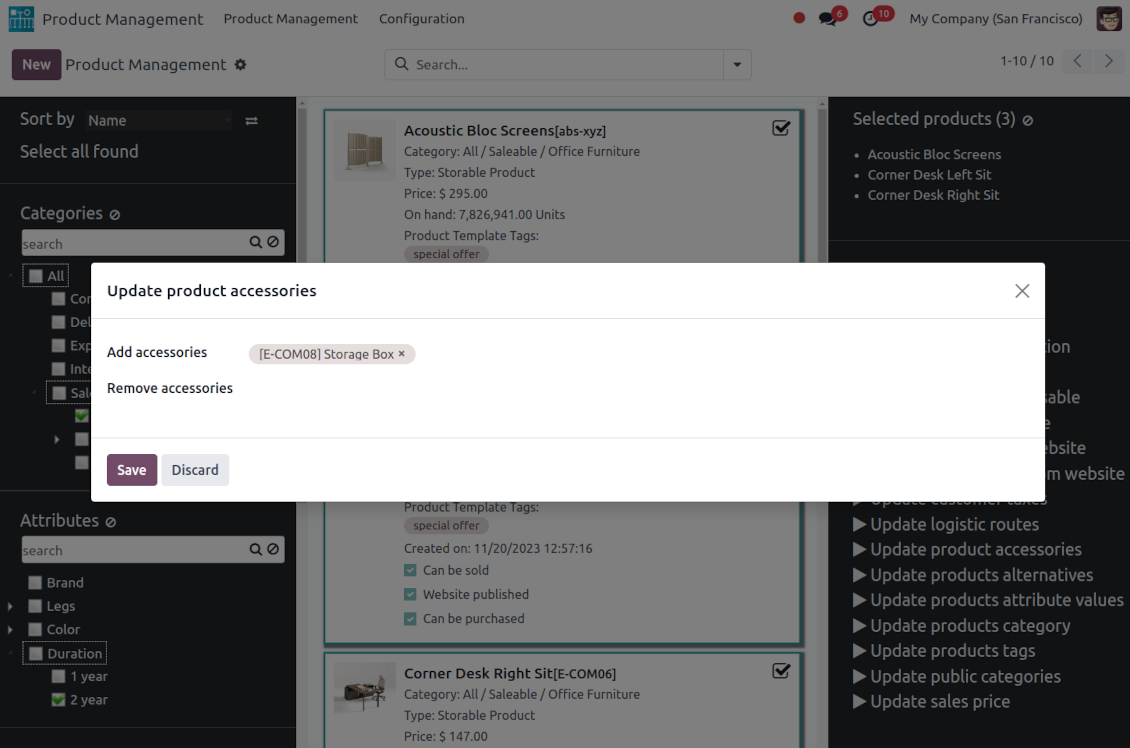 Product Management Product Management Configuration 6 10 My Company (San Francisco)
New Product Management Search... 1-10 / 10
Sort by Name
Select all found
Categories
search
All
Sale
Attributes
search
Brand
Legs
Color
Duration
1 year
2 year
Acoustic Bloc Screens[abs-xyz]
Category: All / Saleable / Office Furniture
Type: Storable Product
Price: $ 295.00
On hand: 7,826,941.00 Units
Product Template Tags:
special offer
Update product accessories
Add accessories [E-COM08] Storage Box ×
Remove accessories
Save Discard
Product Template Tags:
special offer
Created on: 11/20/2023 12:57:16
Can be sold
Website published
Can be purchased
Corner Desk Right Sit[E-COM06]
Category: All / Saleable / Office Furniture
Type: Storable Product
Price: $ 147.00
Selected products (3)
Acoustic Bloc Screens
Corner Desk Left Sit
Corner Desk Right Sit
website
Update customer taxes
Update logistic routes
Update product accessories
Update products alternatives
Update products attribute values
Update products category
Update products tags
Update public categories
Update sales price